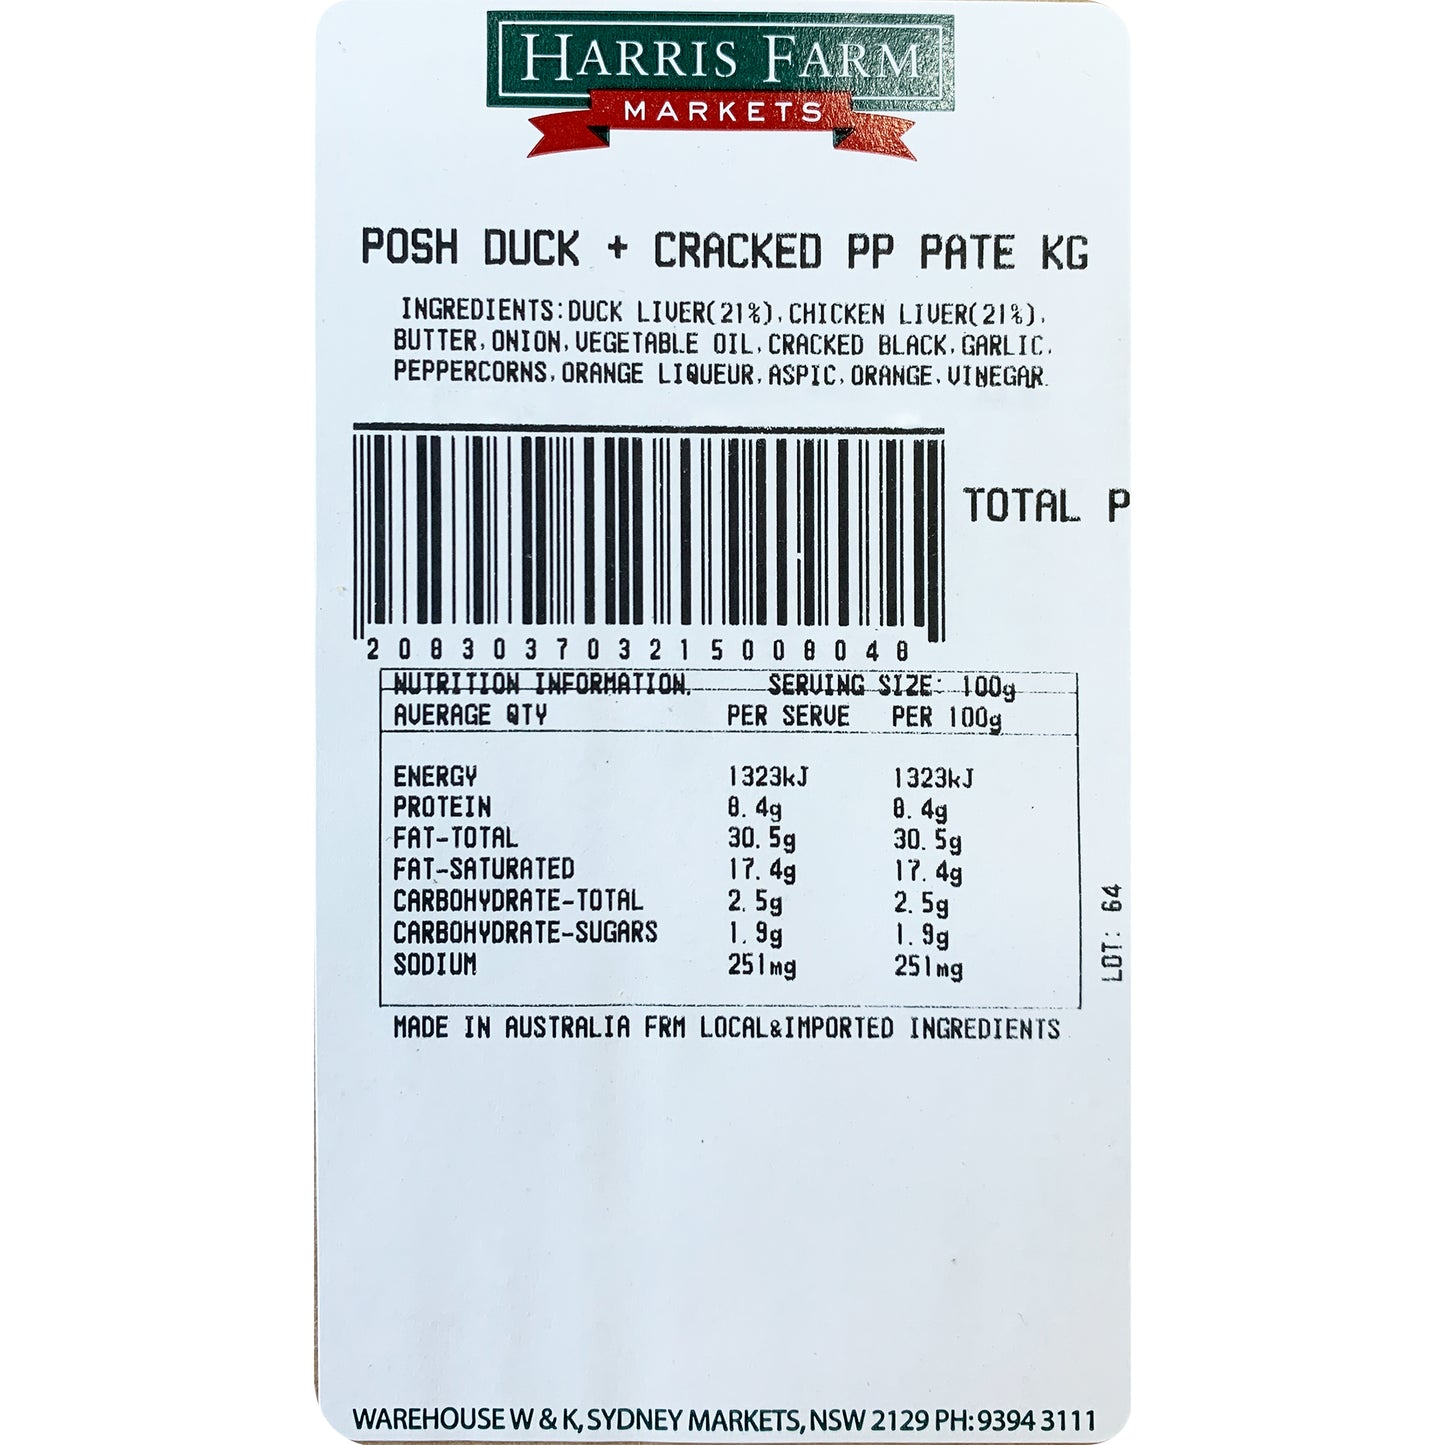 HARRIS FARM
MARKETS
POSH DUCK + CRACKED PP PATE KG
INGREDIENTS:DUCK LIVER(21%),CHICKEN LIVER(21%),
BUTTER,ONION,VEGETABLE OIL,CRACKED BLACK,GARLIC,
PEPPERCORNS,ORANGE LIQUEUR,ASPIC,ORANGE,VINEGAR.
TOTAL P
2083037032150008048
NUTRITION INFORMATION. SERVING SIZE: 100g
AVERAGE QTY PER SERVE PER 100g
ENERGY 1323kJ 1323kJ
PROTEIN 8.4g 8.4g
FAT-TOTAL 30.5g 30.5g
FAT-SATURATED 17.4g 17.4g
CARBOHYDRATE-TOTAL 2.5g 2.5g
CARBOHYDRATE-SUGARS 1.9g 1.9g
SODIUM 251mg 251mg
LOT: 64
MADE IN AUSTRALIA FRM LOCAL&IMPORTED INGREDIENTS
WAREHOUSE W & K, SYDNEY MARKETS, NSW 2129 PH: 9394 3111